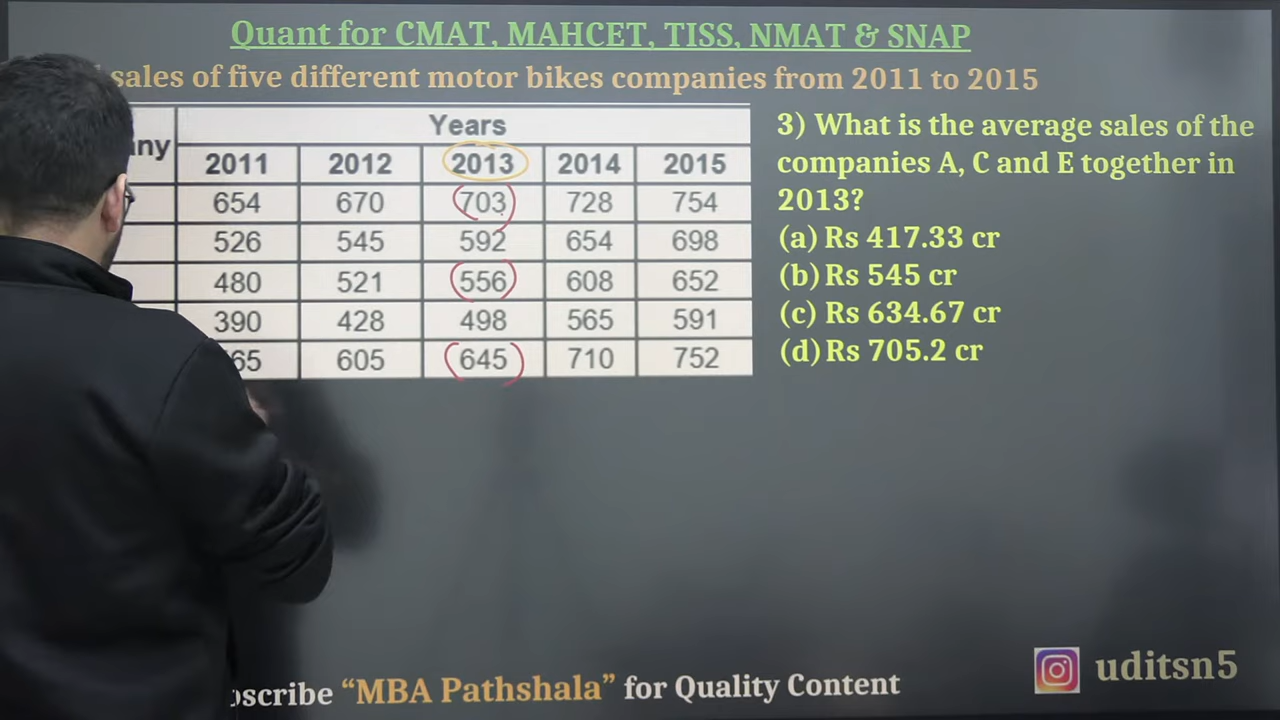 Quant for CMAT, MAHCET, TISS, NMAT & SNAP
sales of five different motor bikes companies from 2011 to 2015
Years
2011 2012 2013 2014 2015
654 670 703 728 754
526 545 592 654 698
480 521 556 608 652
390 428 498 565 591
605 645 710 752
3) What is the average sales of the
companies A, C and E together in
2013?
(a) Rs 417.33 cr
(b) Rs 545 cr
(c) Rs 634.67 cr
(d) Rs 705.2 cr
uditsn5
“MBA Pathshala” for Quality Content